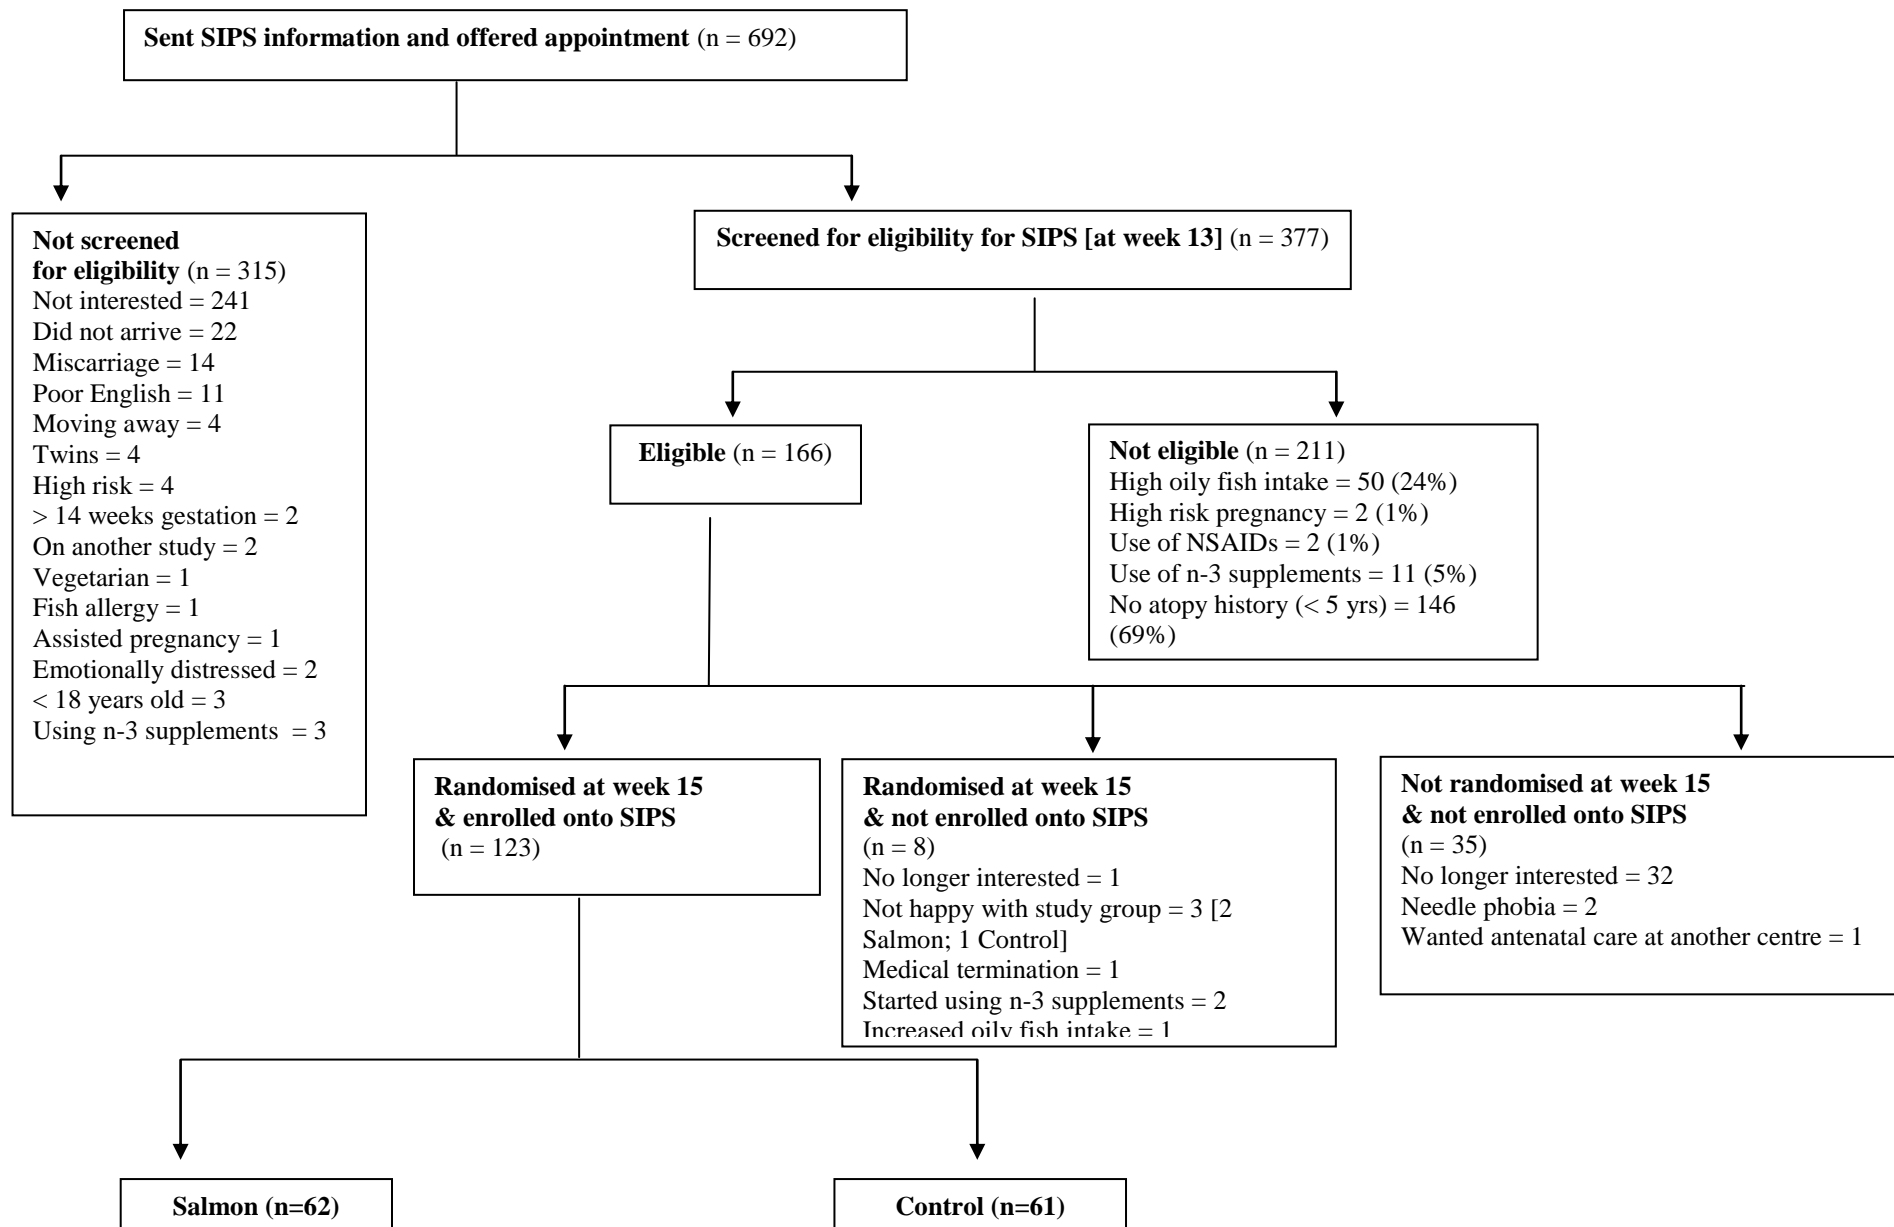 Sent SIPS information and offered appointment (n = 692)
Not screened
for eligibility (n = 315)
Not interested = 241
Did not arrive = 22
Miscarriage = 14
Poor English = 11
Moving away = 4
Twins = 4
High risk = 4
> 14 weeks gestation = 2
On another study = 2
Vegetarian = 1
Fish allergy = 1
Assisted pregnancy = 1
Emotionally distressed = 2
< 18 years old = 3
Using n-3 supplements = 3
Screened for eligibility for SIPS [at week 13] (n = 377)
Eligible (n = 166)
Not eligible (n = 211)
High oily fish intake = 50 (24%)
High risk pregnancy = 2 (1%)
Use of NSAIDs = 2 (1%)
Use of n-3 supplements = 11 (5%)
No atopy history (< 5 yrs) = 146
(69%)
Randomised at week 15
& enrolled onto SIPS
(n = 123)
Randomised at week 15
& not enrolled onto SIPS
(n = 8)
No longer interested = 1
Not happy with study group = 3 [2
Salmon; 1 Control]
Medical termination = 1
Started using n-3 supplements = 2
Increased oily fish intake = 1
Not randomised at week 15
& not enrolled onto SIPS
(n = 35)
No longer interested = 32
Needle phobia = 2
Wanted antenatal care at another centre = 1
Salmon (n=62)
Control (n=61)